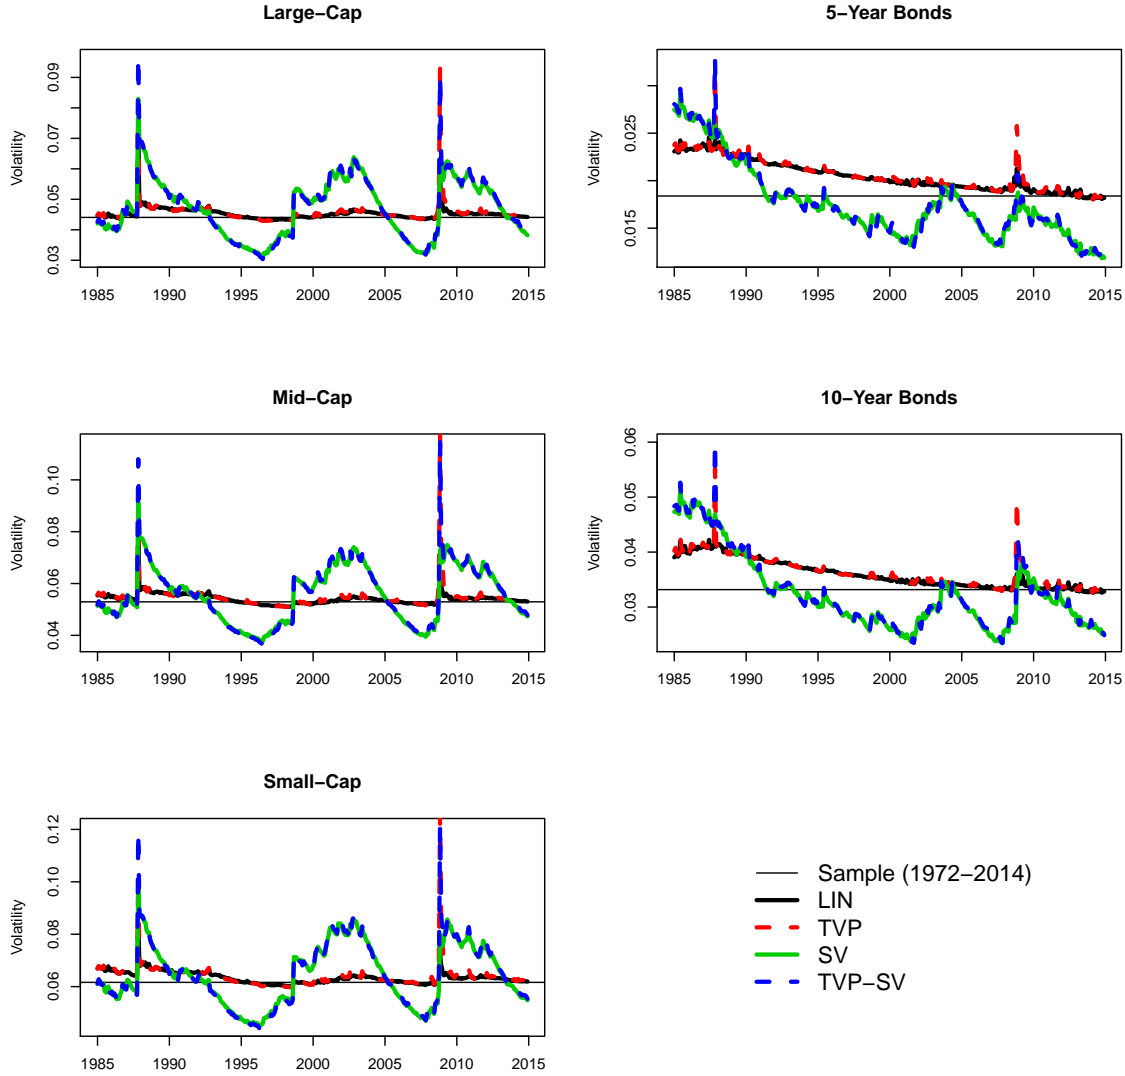 Large−Cap
Volatility
0.03 0.05 0.07 0.09
1985 1990 1995 2000 2005 2010 2015
5−Year Bonds
Volatility
0.015 0.025
1985 1990 1995 2000 2005 2010 2015
Mid−Cap
Volatility
0.04 0.06 0.08 0.10
1985 1990 1995 2000 2005 2010 2015
10−Year Bonds
Volatility
0.03 0.04 0.05 0.06
1985 1990 1995 2000 2005 2010 2015
Small−Cap
Volatility
0.06 0.08 0.10 0.12
1985 1990 1995 2000 2005 2010 2015
Sample (1972−2014)
LIN
TVP
SV
TVP−SV